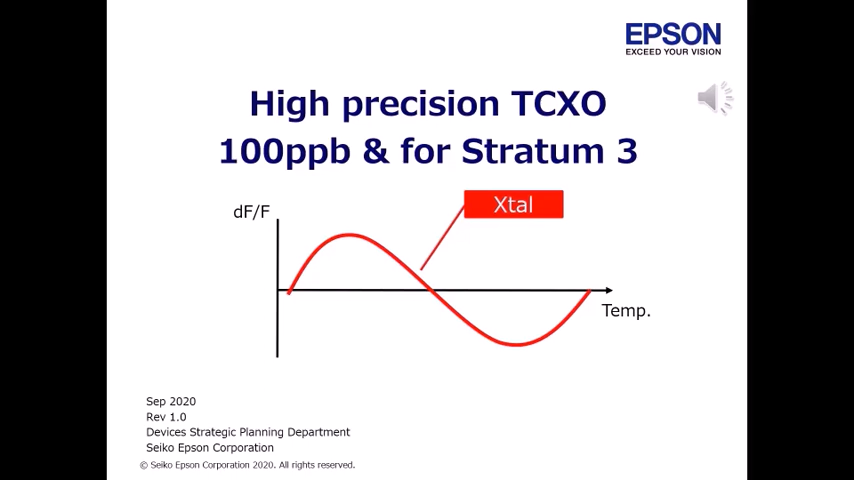 EPSON
EXCEED YOUR VISION
High precision TCXO
100ppb & for Stratum 3
Xtal
dF/F
Temp.
Sep 2020
Rev 1.0
Devices Strategic Planning Department
Seiko Epson Corporation
© Seiko Epson Corporation 2020. All rights reserved.